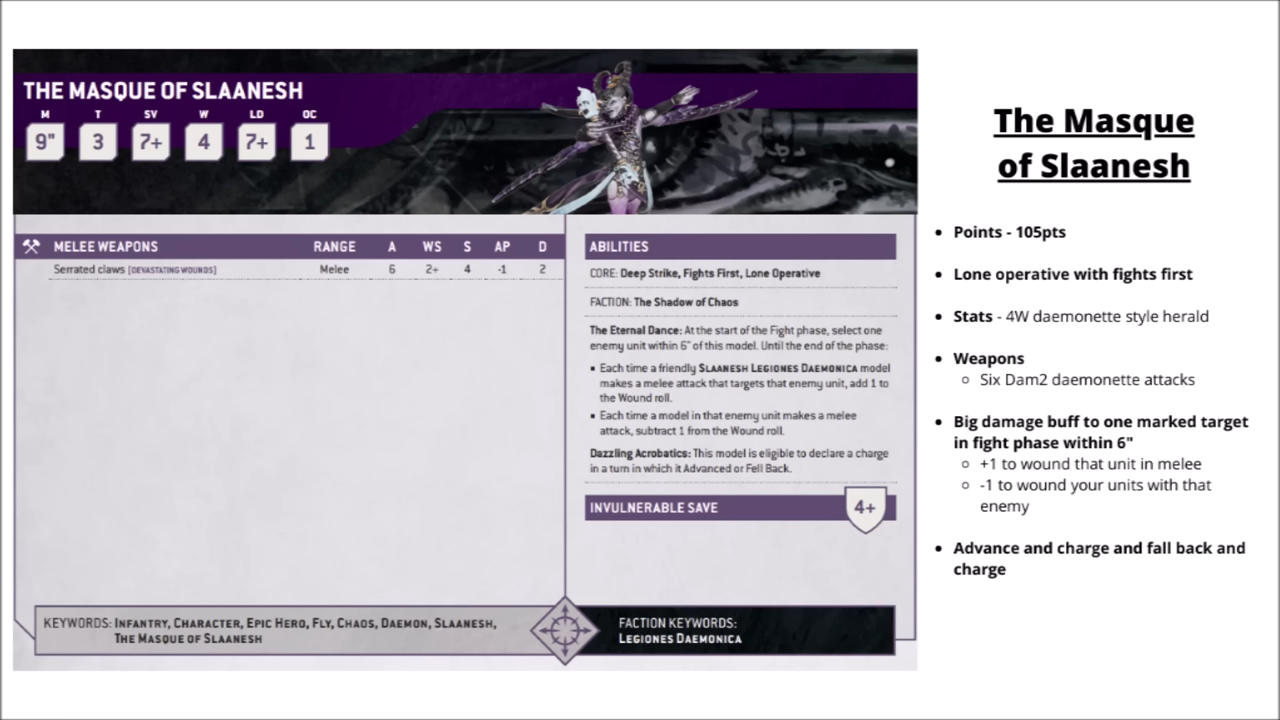 THE MASQUE OF SLAANESH
M T SV W LD OC
9" 3 7+ 4 7+ 1
MELEE WEAPONS RANGE A WS S AP D
Serrated claws [DEVASTATING WOUNDS] Melee 6 2+ 4 -1 2
ABILITIES
CORE: Deep Strike, Fights First, Lone Operative
FACTION: The Shadow of Chaos
The Eternal Dance: At the start of the Fight phase, select one
enemy unit within 6" of this model. Until the end of the phase:
▪ Each time a friendly SLAANESH LEGIONES DAEMONICA model
makes a melee attack that targets that enemy unit, add 1 to
the Wound roll.
▪ Each time a model in that enemy unit makes a melee
attack, subtract 1 from the Wound roll.
Dazzling Acrobatics: This model is eligible to declare a charge
in a turn in which it Advanced or Fell Back.
INVULNERABLE SAVE 4+
KEYWORDS: INFANTRY, CHARACTER, EPIC HERO, FLY, CHAOS, DAEMON, SLAANESH,
THE MASQUE OF SLAANESH
FACTION KEYWORDS:
LEGIONES DAEMONICA
The Masque
of Slaanesh
• Points - 105pts
• Lone operative with fights first
• Stats - 4W daemonette style herald
• Weapons
○ Six Dam2 daemonette attacks
• Big damage buff to one marked target
in fight phase within 6"
○ +1 to wound that unit in melee
○ -1 to wound your units with that
enemy
• Advance and charge and fall back and
charge